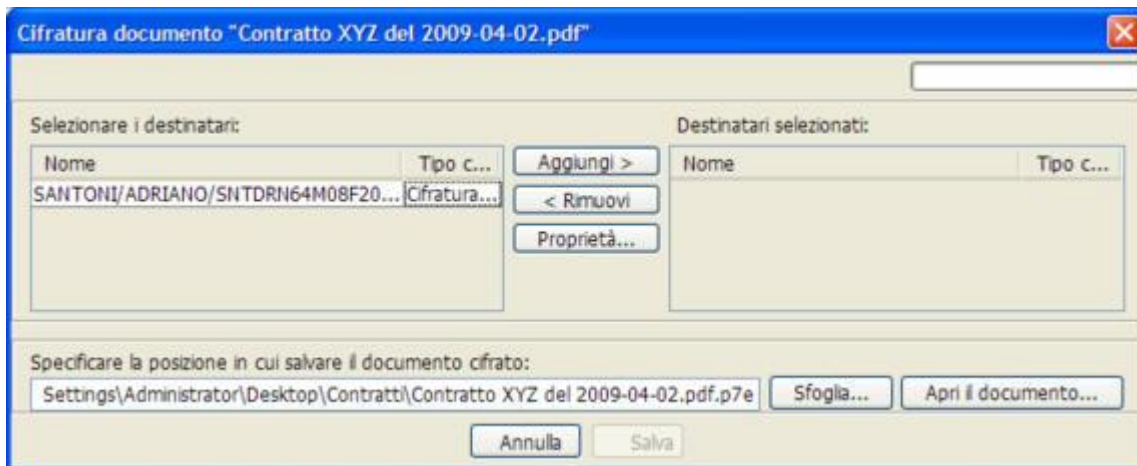 Cifratura documento "Contratto XYZ del 2009-04-02.pdf"
Selezionare i destinatari:
Destinatari selezionati:
Nome Tipo c...
Aggiungi >
Nome Tipo c...
SANTONI/ADRIANO/SNTDRN64M08F20... Cifratura...
< Rimuovi
Proprietà...
Specificare la posizione in cui salvare il documento cifrato:
Settings\Administrator\Desktop\Contratti\Contratto XYZ del 2009-04-02.pdf.p7e
Sfoglia...
Apri il documento...
Annulla
Salva